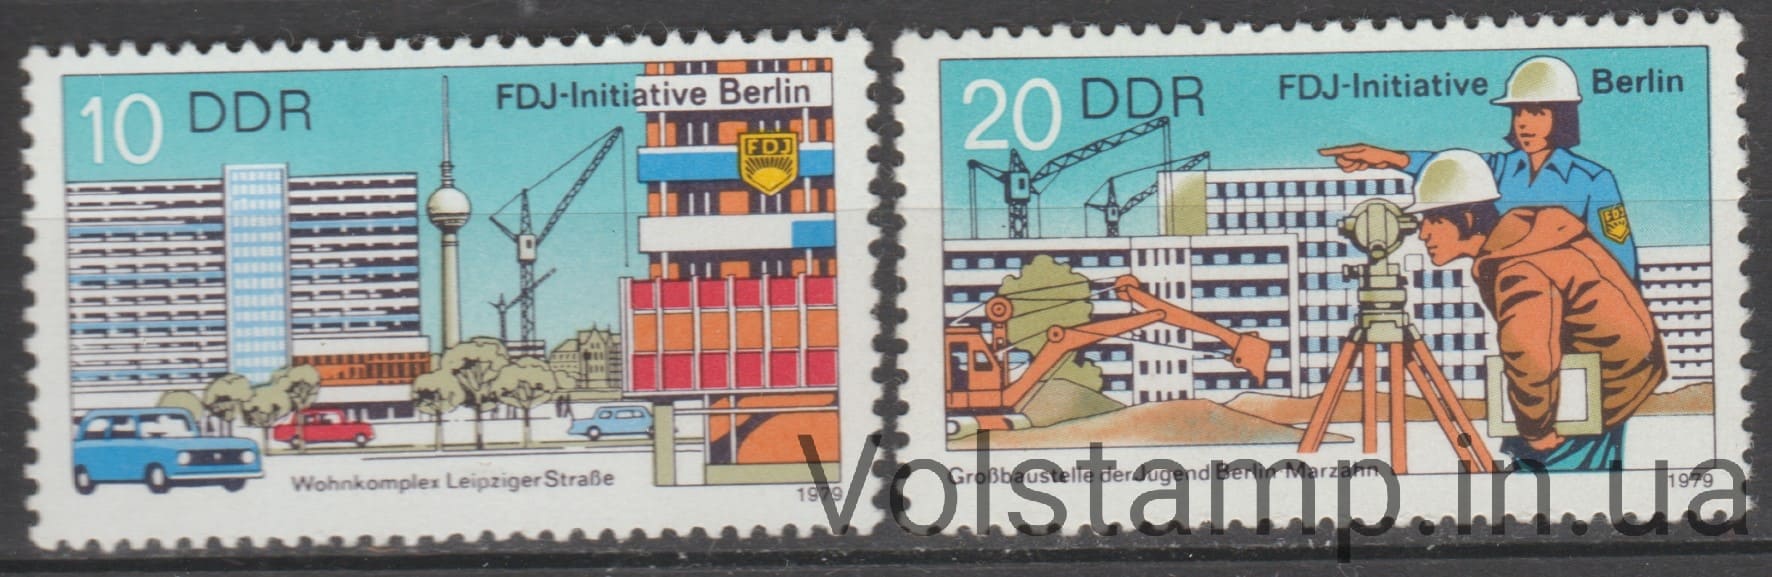 10 DDR
FDJ-Initiative Berlin
FDJ
Wohnkomplex Leipziger Straße
1979
20 DDR
FDJ-Initiative Berlin
FDJ
Großbaustelle der Jugend Berlin-Marzahn
1979
Volstamp.in.ua